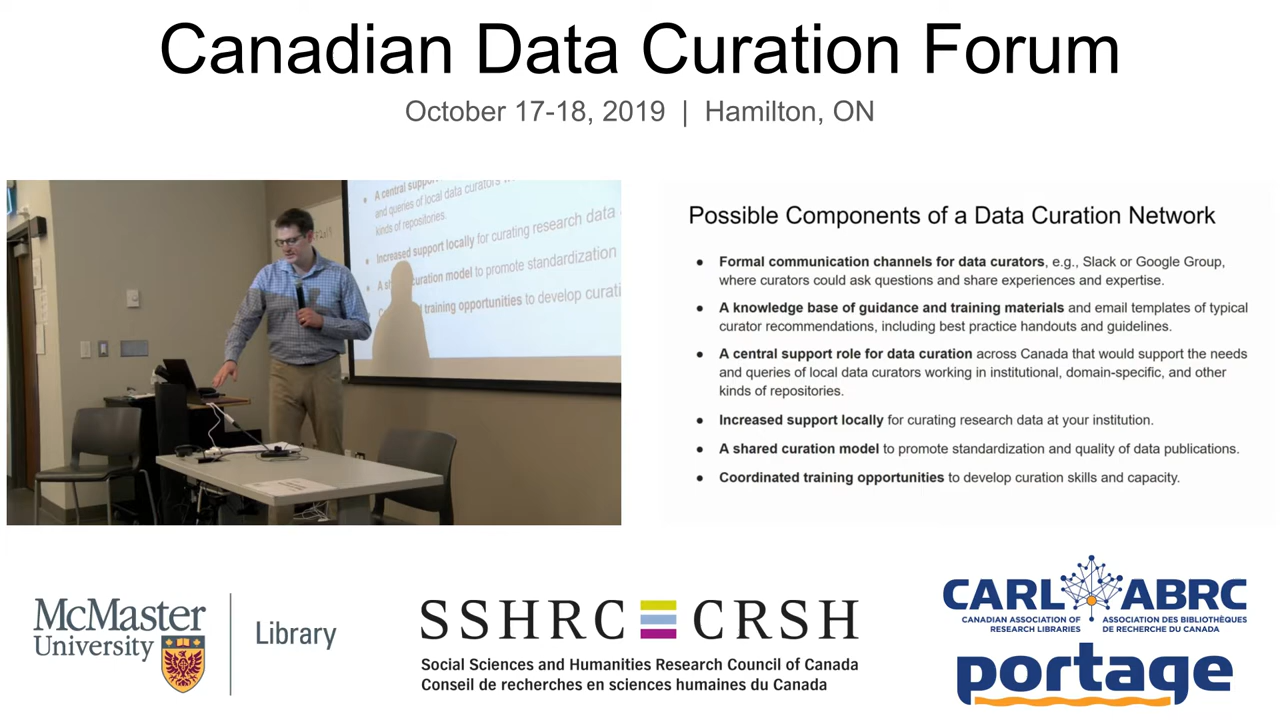 Canadian Data Curation Forum
October 17-18, 2019 | Hamilton, ON
A central suppor
and queries of local data curators
kinds of repositories.
Increased support locally for curating research data
curation model to promote standardization
training opportunities to develop curati
Possible Components of a Data Curation Network
● Formal communication channels for data curators, e.g., Slack or Google Group,
where curators could ask questions and share experiences and expertise.
● A knowledge base of guidance and training materials and email templates of typical
curator recommendations, including best practice handouts and guidelines.
● A central support role for data curation across Canada that would support the needs
and queries of local data curators working in institutional, domain-specific, and other
kinds of repositories.
● Increased support locally for curating research data at your institution.
● A shared curation model to promote standardization and quality of data publications.
● Coordinated training opportunities to develop curation skills and capacity.
McMaster
University
Library
SSHRC CRSH
Social Sciences and Humanities Research Council of Canada
Conseil de recherches en sciences humaines du Canada
CARL ABRC
CANADIAN ASSOCIATION OF
RESEARCH LIBRARIES
ASSOCIATION DES BIBLIOTHÈQUES
DE RECHERCHE DU CANADA
portage